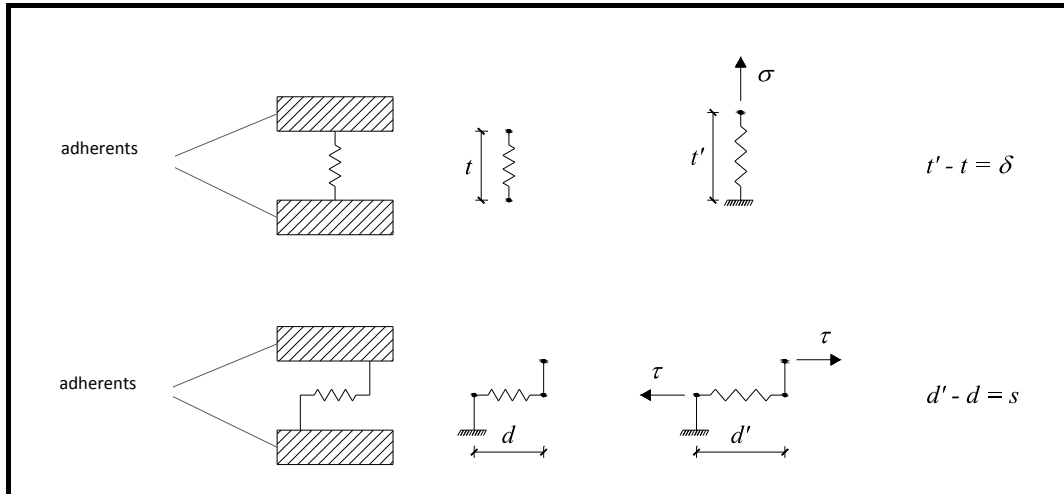 σ
adherents
t
t'
t' - t = δ
adherents
τ
τ
d' - d = s
d
d'